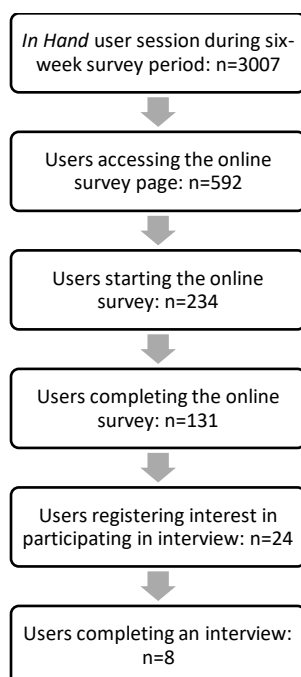 In Hand user session during six-
week survey period: n=3007
Users accessing the online
survey page: n=592
Users starting the online
survey: n=234
Users completing the online
survey: n=131
Users registering interest in
participating in interview: n=24
Users completing an interview:
n=8